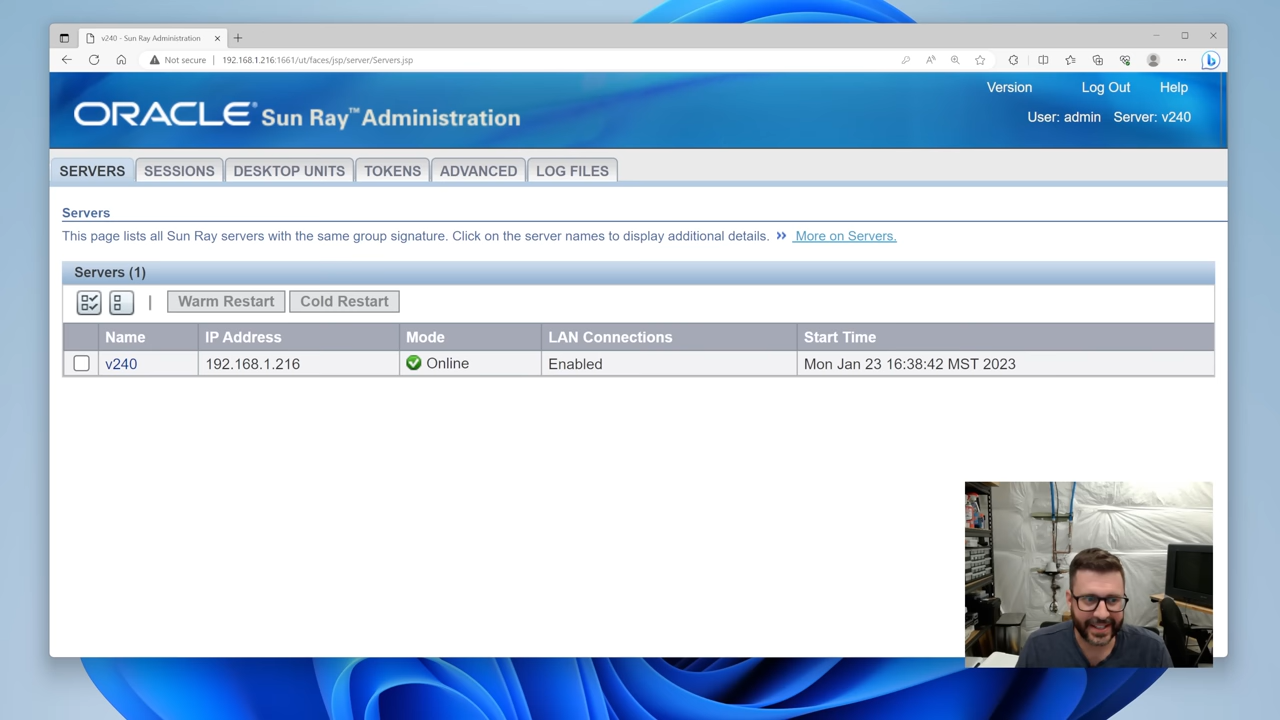 v240 - Sun Ray Administration
Not secure | 192.168.1.216:1661/ut/faces/jsp/server/Servers.jsp
Version Log Out Help
ORACLE® Sun Ray™ Administration
User: admin Server: v240
SERVERS SESSIONS DESKTOP UNITS TOKENS ADVANCED LOG FILES
Servers
This page lists all Sun Ray servers with the same group signature. Click on the server names to display additional details. More on Servers.
Servers (1)
Warm Restart Cold Restart
Name IP Address Mode LAN Connections Start Time
v240 192.168.1.216 Online Enabled Mon Jan 23 16:38:42 MST 2023